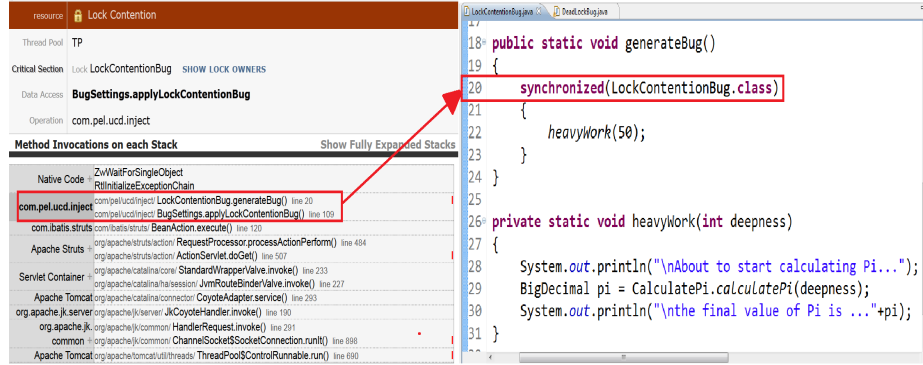 resource Lock Contention
Thread Pool TP
Critical Section Lock LockContentionBug SHOW LOCK OWNERS
Data Access BugSettings.applyLockContentionBug
Operation com.pel.ucd.inject
Method Invocations on each Stack Show Fully Expanded Stacks
Native Code + ZwWaitForSingleObject
RtlInitializeExceptionChain
com.pel.ucd.inject com/pel/ucd/inject/ LockContentionBug.generateBug() line 20
com/pel/ucd/inject/ BugSettings.applyLockContentionBug() line 109
com.ibatis.struts com/ibatis/struts/ BeanAction.execute() line 120
Apache Struts + org/apache/struts/action/ RequestProcessor.processActionPerform() line 484
org/apache/struts/action/ ActionServlet.doGet() line 507
Servlet Container + org/apache/catalina/core/ StandardWrapperValve.invoke() line 233
org/apache/catalina/ha/session/ JvmRouteBinderValve.invoke() line 227
Apache Tomcat org/apache/catalina/connector/ CoyoteAdapter.service() line 293
org.apache.jk.server org/apache/jk/server/ JkCoyoteHandler.invoke() line 190
org.apache.jk. org/apache/jk/common/ HandlerRequest.invoke() line 291
common + org/apache/jk/common/ ChannelSocket$SocketConnection.runIt() line 698
Apache Tomcat org/apache/tomcat/util/threads/ ThreadPool$ControlRunnable.run() line 690
LockContentionBug.java DeadLockBug.java
17
18 public static void generateBug()
19 {
20 synchronized(LockContentionBug.class)
21 {
22 heavyWork(50);
23 }
24 }
25
26 private static void heavyWork(int deepness)
27 {
28 System.out.println("\nAbout to start calculating Pi...");
29 BigDecimal pi = CalculatePi.calculatePi(deepness);
30 System.out.println("\nthe final value of Pi is ..."+pi);
31 }